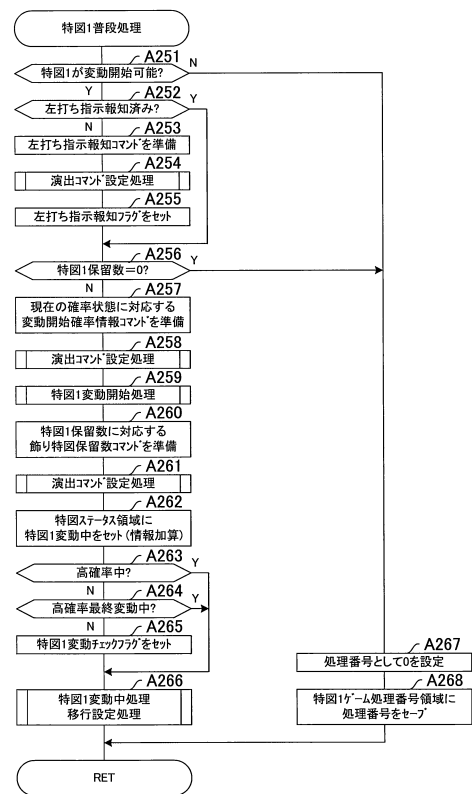 特図1普段処理
A251
特図1が変動開始可能?
N
Y
A252
左打ち指示報知済み?
Y
N
A253
左打ち指示報知コマンドを準備
A254
演出コマンド設定処理
A255
左打ち指示報知フラグをセット
A256
特図1保留数=0?
Y
N
A257
現在の確率状態に対応する
変動開始確率情報コマンドを準備
A258
演出コマンド設定処理
A259
特図1変動開始処理
A260
特図1保留数に対応する
飾り特図保留数コマンドを準備
A261
演出コマンド設定処理
A262
特図ステータス領域に
特図1変動中をセット(情報加算)
A263
高確率中?
Y
N
A264
高確率最終変動中?
Y
N
A265
特図1変動チェックフラグをセット
A266
特図1変動中処理
移行設定処理
A267
処理番号として0を設定
A268
特図1ゲーム処理番号領域に
処理番号をセーブ
RET